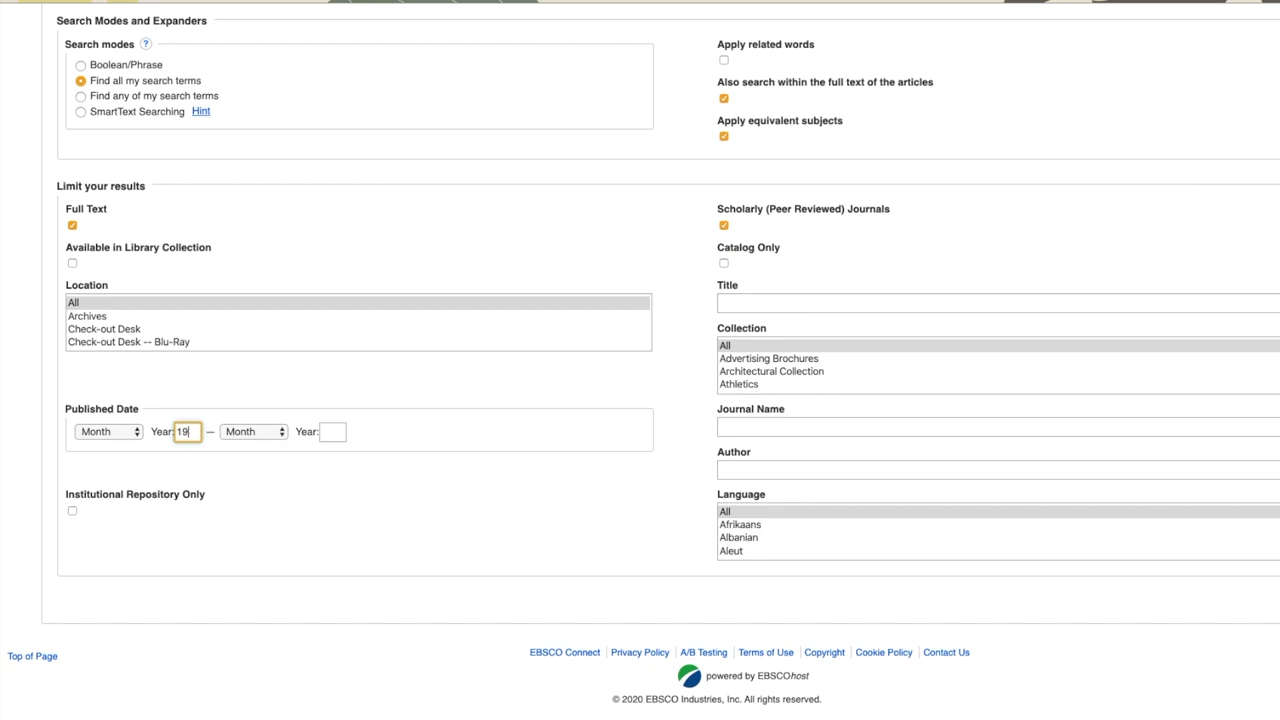 Search Modes and Expanders
Search modes ?
Boolean/Phrase
Find all my search terms
Find any of my search terms
SmartText Searching Hint
Apply related words
Also search within the full text of the articles
Apply equivalent subjects
Limit your results
Full Text
Scholarly (Peer Reviewed) Journals
Available in Library Collection
Catalog Only
Location
All
Archives
Check-out Desk
Check-out Desk -- Blu-Ray
Title
Collection
All
Advertising Brochures
Architectural Collection
Athletics
Published Date
Month Year: 19 – Month Year:
Journal Name
Author
Institutional Repository Only
Language
All
Afrikaans
Albanian
Aleut
Top of Page
EBSCO Connect Privacy Policy A/B Testing Terms of Use Copyright Cookie Policy Contact Us
powered by EBSCOhost
© 2020 EBSCO Industries, Inc. All rights reserved.